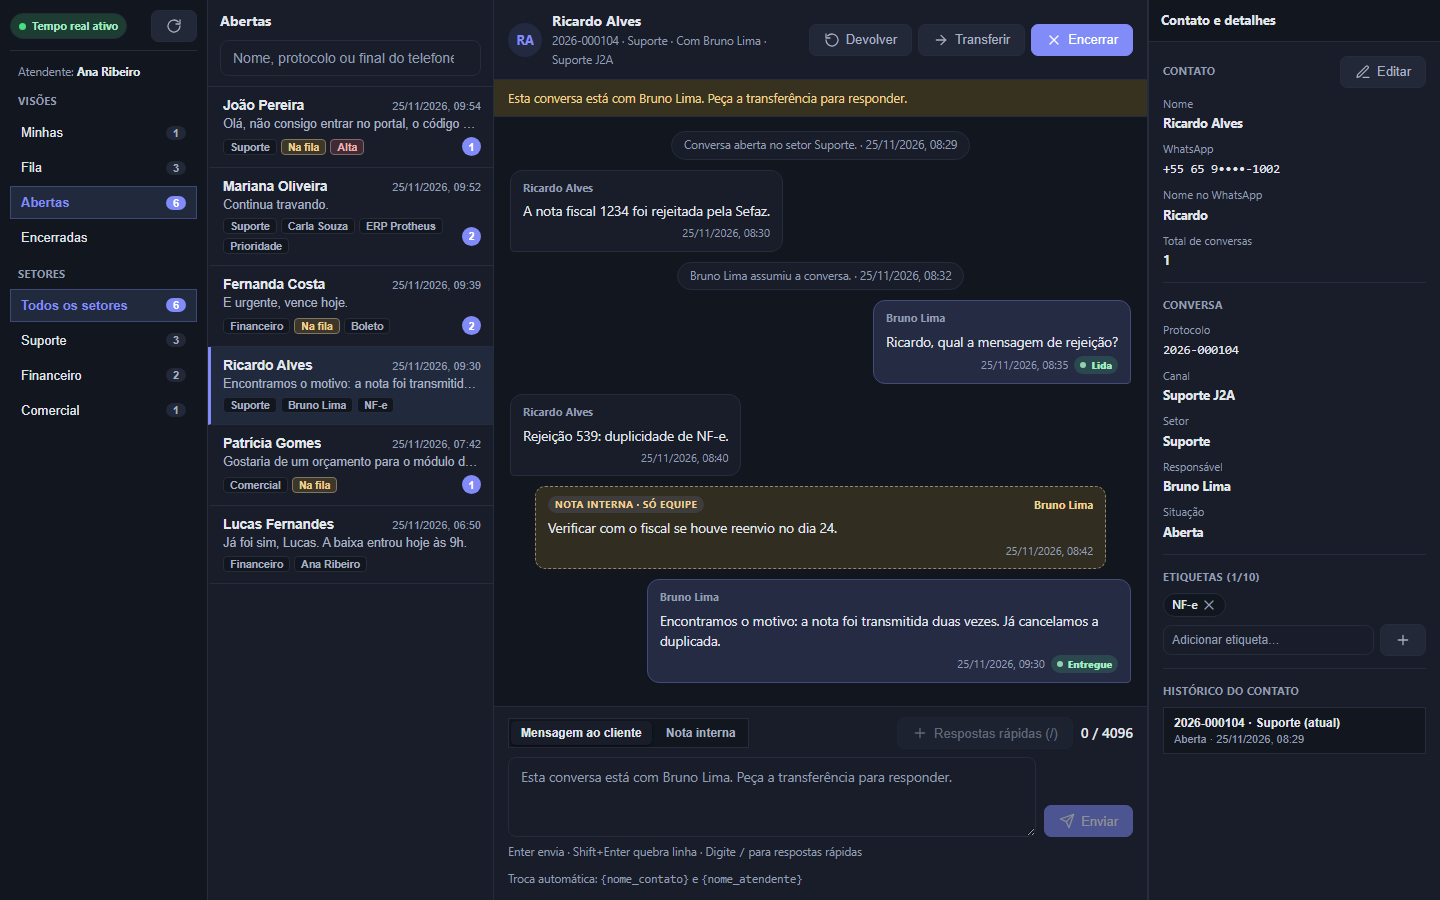 Tempo real ativo
Atendente: Ana Ribeiro
VISÕES
Minhas 1
Fila 3
Abertas 6
Encerradas
SETORES
Todos os setores 6
Suporte 3
Financeiro 2
Comercial 1
Abertas
Nome, protocolo ou final do telefone
João Pereira 25/11/2026, 09:54
Olá, não consigo entrar no portal, o código ...
Suporte Na fila Alta 1
Mariana Oliveira 25/11/2026, 09:52
Continua travando.
Suporte Carla Souza ERP Protheus
Prioridade 2
Fernanda Costa 25/11/2026, 09:39
E urgente, vence hoje.
Financeiro Na fila Boleto 2
Ricardo Alves 25/11/2026, 09:30
Encontramos o motivo: a nota foi transmitid...
Suporte Bruno Lima NF-e
Patrícia Gomes 25/11/2026, 07:42
Gostaria de um orçamento para o módulo d...
Comercial Na fila 1
Lucas Fernandes 25/11/2026, 06:50
Já foi sim, Lucas. A baixa entrou hoje às 9h.
Financeiro Ana Ribeiro
RA
Ricardo Alves
2026-000104 · Suporte · Com Bruno Lima ·
Suporte J2A
Devolver Transferir Encerrar
Esta conversa está com Bruno Lima. Peça a transferência para responder.
Conversa aberta no setor Suporte. · 25/11/2026, 08:29
Ricardo Alves
A nota fiscal 1234 foi rejeitada pela Sefaz.
25/11/2026, 08:30
Bruno Lima assumiu a conversa. · 25/11/2026, 08:32
Bruno Lima
Ricardo, qual a mensagem de rejeição?
25/11/2026, 08:35 Lida
Ricardo Alves
Rejeição 539: duplicidade de NF-e.
25/11/2026, 08:40
NOTA INTERNA · SÓ EQUIPE Bruno Lima
Verificar com o fiscal se houve reenvio no dia 24.
25/11/2026, 08:42
Bruno Lima
Encontramos o motivo: a nota foi transmitida duas vezes. Já cancelamos a
duplicada.
25/11/2026, 09:30 Entregue
Mensagem ao cliente Nota interna Respostas rápidas (/) 0 / 4096
Esta conversa está com Bruno Lima. Peça a transferência para responder.
Enviar
Enter envia · Shift+Enter quebra linha · Digite / para respostas rápidas
Troca automática: {nome_contato} e {nome_atendente}
Contato e detalhes
CONTATO Editar
Nome
Ricardo Alves
WhatsApp
+55 65 9••••-1002
Nome no WhatsApp
Ricardo
Total de conversas
1
CONVERSA
Protocolo
2026-000104
Canal
Suporte J2A
Setor
Suporte
Responsável
Bruno Lima
Situação
Aberta
ETIQUETAS (1/10)
NF-e
Adicionar etiqueta...
HISTÓRICO DO CONTATO
2026-000104 · Suporte (atual)
Aberta · 25/11/2026, 08:29